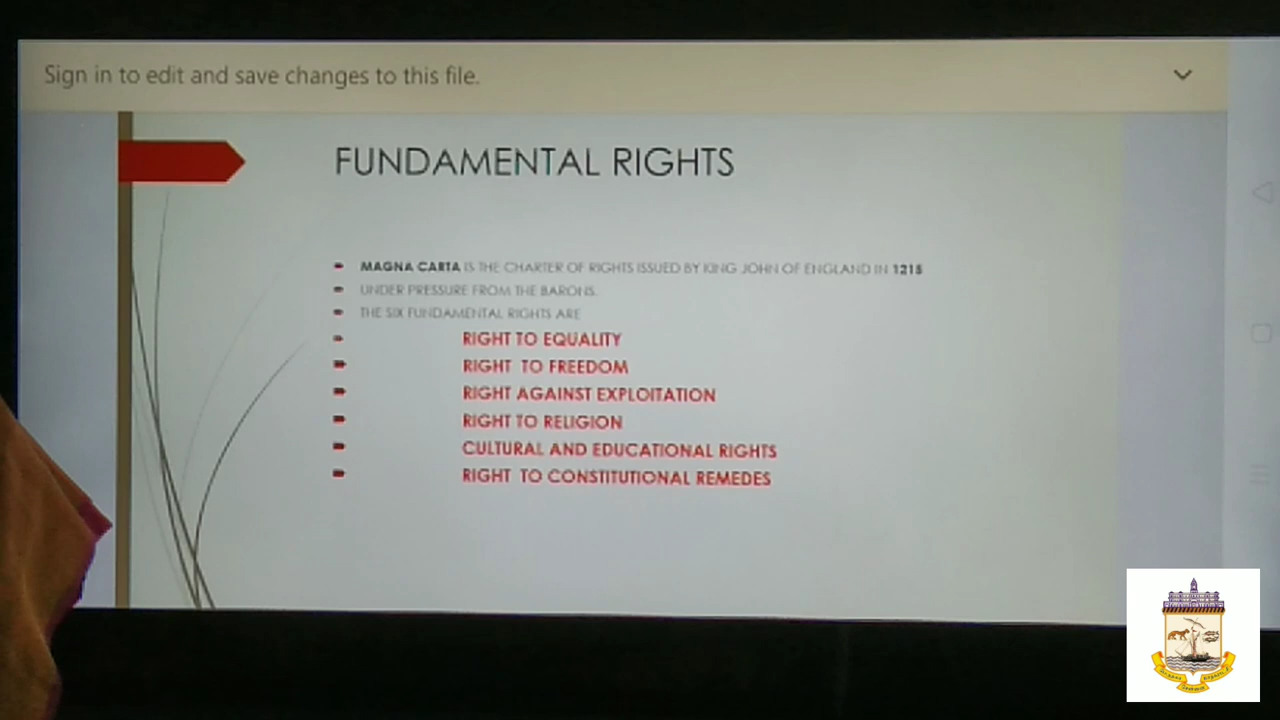 Sign in to edit and save changes to this file.
FUNDAMENTAL RIGHTS
MAGNA CARTA IS THE CHARTER OF RIGHTS ISSUED BY KING JOHN OF ENGLAND IN 1215
UNDER PRESSURE FROM THE BARONS.
THE SIX FUNDAMENTAL RIGHTS ARE
RIGHT TO EQUALITY
RIGHT TO FREEDOM
RIGHT AGAINST EXPLOITATION
RIGHT TO RELIGION
CULTURAL AND EDUCATIONAL RIGHTS
RIGHT TO CONSTITUTIONAL REMEDES